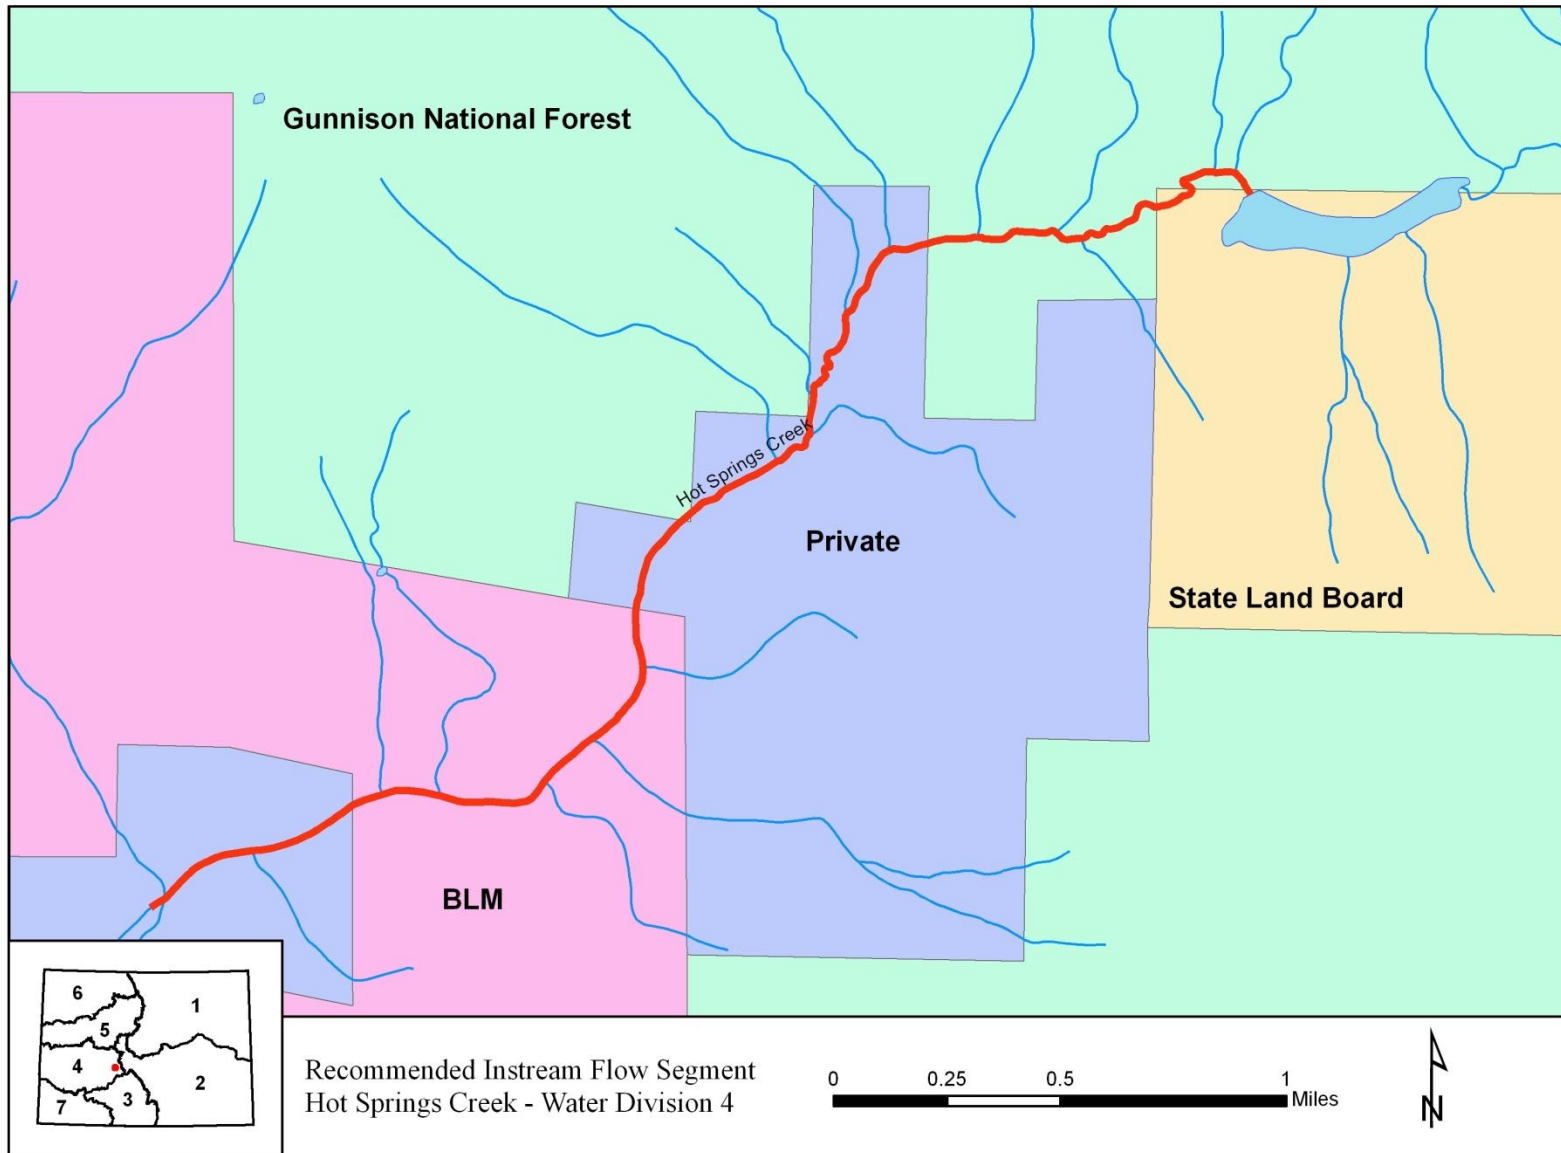 Gunnison National Forest
Hot Springs Creek
Private
State Land Board
BLM
6
1
5
4
2
3
7
Recommended Instream Flow Segment
Hot Springs Creek - Water Division 4
0 0.25 0.5 1
Miles
N